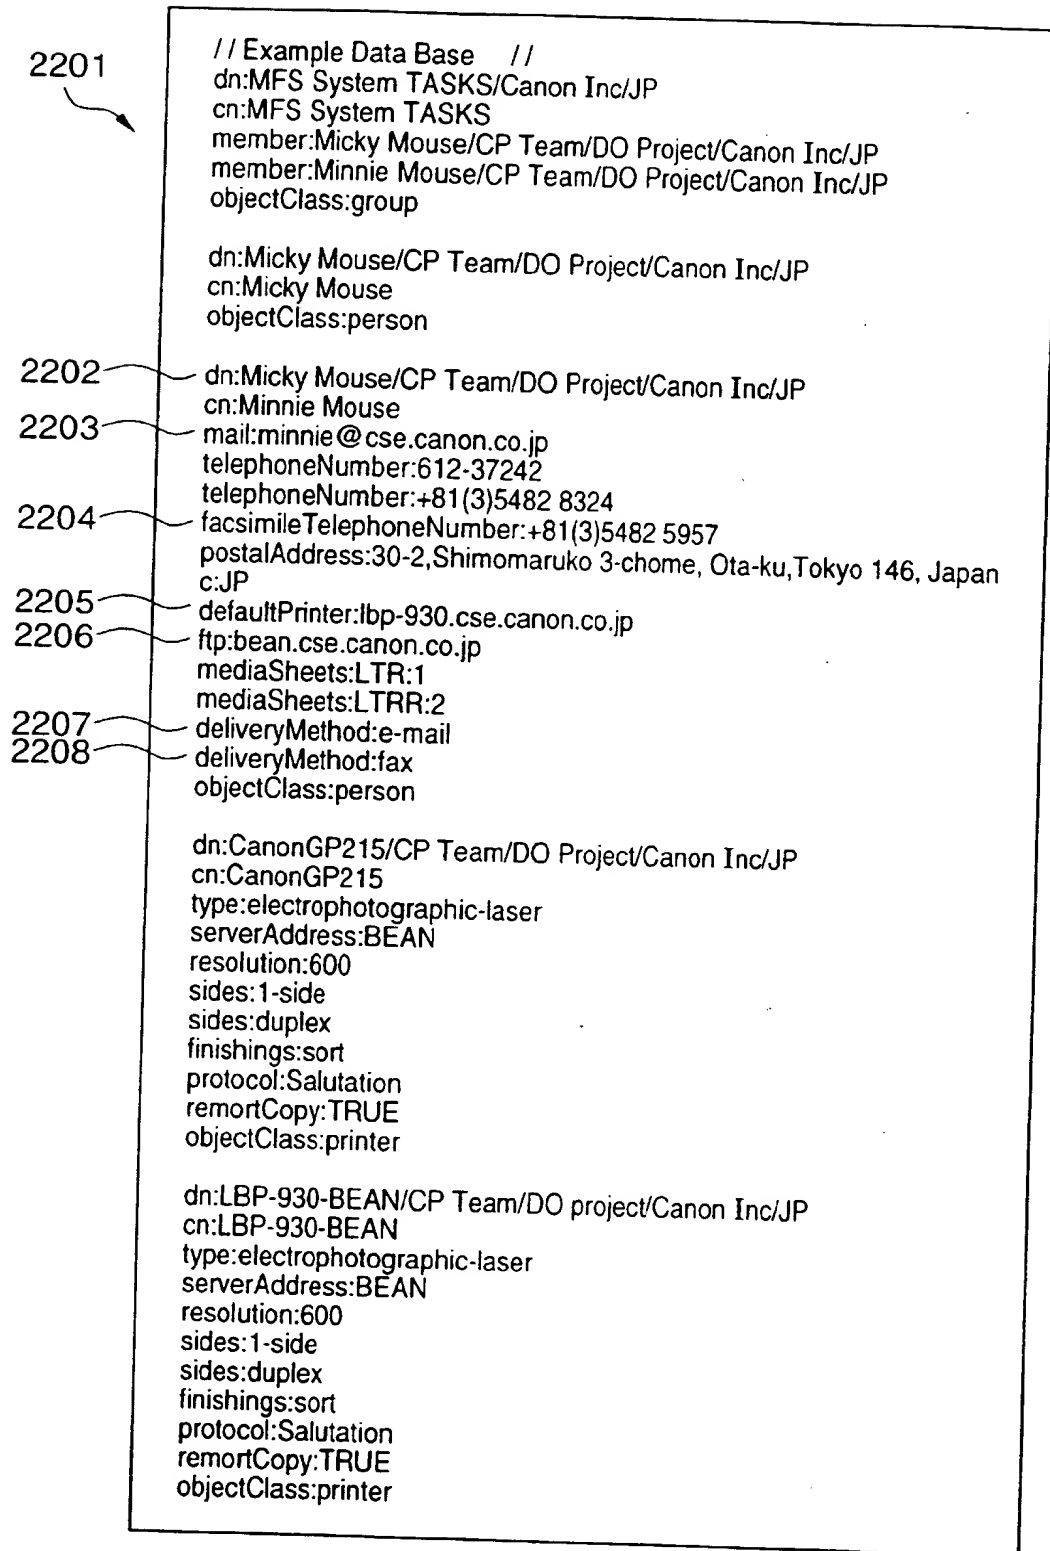 2201
// Example Data Base //
dn:MFS System TASKS/Canon Inc/JP
cn:MFS System TASKS
member:Micky Mouse/CP Team/DO Project/Canon Inc/JP
member:Minnie Mouse/CP Team/DO Project/Canon Inc/JP
objectClass:group
dn:Micky Mouse/CP Team/DO Project/Canon Inc/JP
cn:Micky Mouse
objectClass:person
2202 dn:Micky Mouse/CP Team/DO Project/Canon Inc/JP
cn:Minnie Mouse
2203 mail:minnie@cse.canon.co.jp
telephoneNumber:612-37242
telephoneNumber:+81(3)5482 8324
2204 facsimileTelephoneNumber:+81(3)5482 5957
postalAddress:30-2,Shimomaruko 3-chome, Ota-ku,Tokyo 146, Japan
c:JP
2205 defaultPrinter:lbp-930.cse.canon.co.jp
2206 ftp:bean.cse.canon.co.jp
mediaSheets:LTR:1
mediaSheets:LTRR:2
2207 deliveryMethod:e-mail
2208 deliveryMethod:fax
objectClass:person
dn:CanonGP215/CP Team/DO Project/Canon Inc/JP
cn:CanonGP215
type:electrophotographic-laser
serverAddress:BEAN
resolution:600
sides:1-side
sides:duplex
finishings:sort
protocol:Salutation
remortCopy:TRUE
objectClass:printer
dn:LBP-930-BEAN/CP Team/DO project/Canon Inc/JP
cn:LBP-930-BEAN
type:electrophotographic-laser
serverAddress:BEAN
resolution:600
sides:1-side
sides:duplex
finishings:sort
protocol:Salutation
remortCopy:TRUE
objectClass:printer